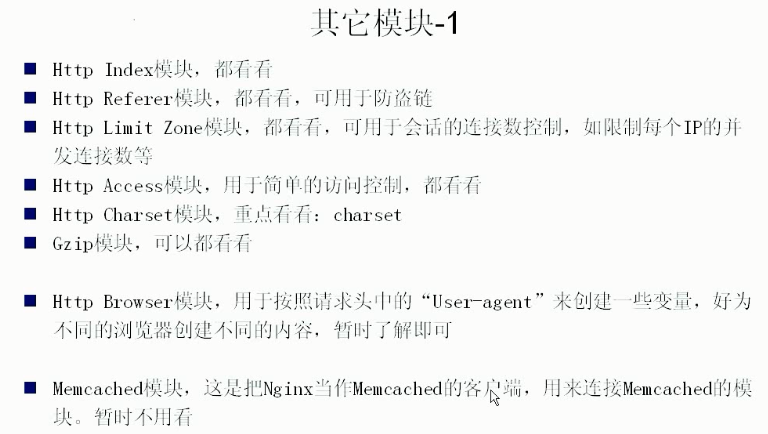 其它模块-1
Http Index模块，都看看
Http Referer模块，都看看，可用于防盗链
Http Limit Zone模块，都看看，可用于会话的连接数控制，如限制每个IP的并
发连接数等
Http Access模块，用于简单的访问控制，都看看
Http Charset模块，重点看看：charset
Gzip模块，可以都看看
Http Browser模块，用于按照请求头中的“User-agent”来创建一些变量，好为
不同的浏览器创建不同的内容，暂时了解即可
Memcached模块，这是把Nginx当作Memcached的客户端，用来连接Memcached的模
块。暂时不用看